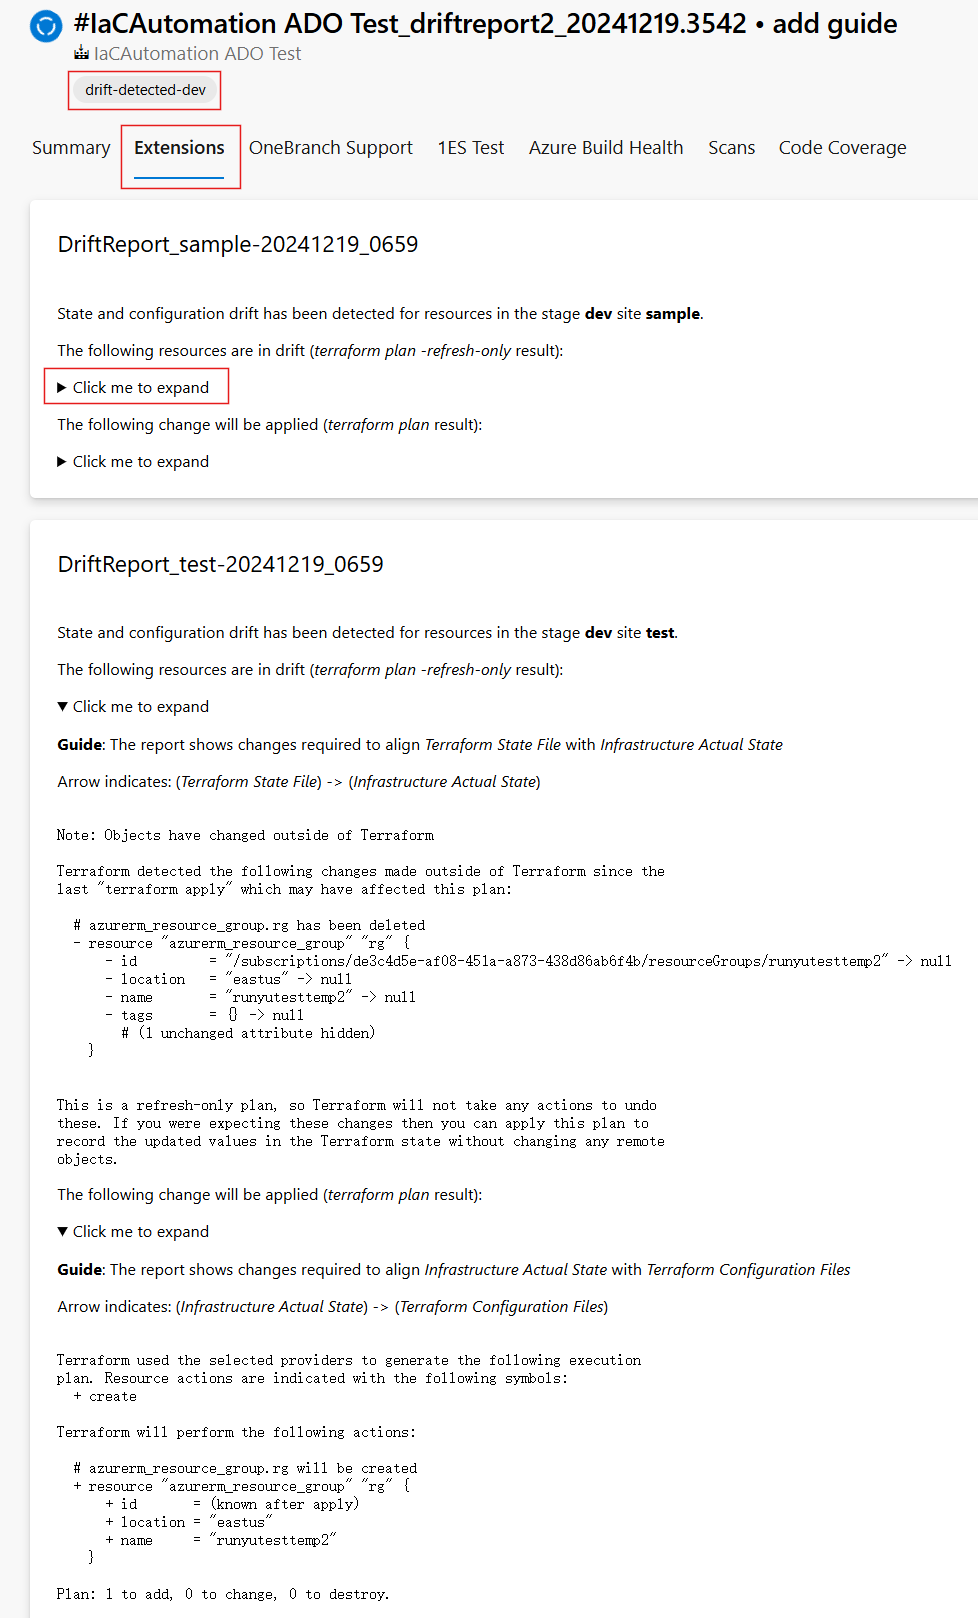 #IaCAutomation ADO Test_driftreport2_20241219.3542 • add guide
IaCAutomation ADO Test
drift-detected-dev
Summary Extensions OneBranch Support 1ES Test Azure Build Health Scans Code Coverage
DriftReport_sample-20241219_0659
State and configuration drift has been detected for resources in the stage dev site sample.
The following resources are in drift (terraform plan -refresh-only result):
▶ Click me to expand
The following change will be applied (terraform plan result):
▶ Click me to expand
DriftReport_test-20241219_0659
State and configuration drift has been detected for resources in the stage dev site test.
The following resources are in drift (terraform plan -refresh-only result):
▼ Click me to expand
Guide: The report shows changes required to align Terraform State File with Infrastructure Actual State
Arrow indicates: (Terraform State File) -> (Infrastructure Actual State)
Note: Objects have changed outside of Terraform
Terraform detected the following changes made outside of Terraform since the
last "terraform apply" which may have affected this plan:
# azurerm_resource_group.rg has been deleted
- resource "azurerm_resource_group" "rg" {
- id = "/subscriptions/de3c4d5e-af08-451a-a873-438d86ab6f4b/resourceGroups/runyutesttemp2" -> null
- location = "eastus" -> null
- name = "runyutesttemp2" -> null
- tags = {} -> null
# (1 unchanged attribute hidden)
}
This is a refresh-only plan, so Terraform will not take any actions to undo
these. If you were expecting these changes then you can apply this plan to
record the updated values in the Terraform state without changing any remote
objects.
The following change will be applied (terraform plan result):
▼ Click me to expand
Guide: The report shows changes required to align Infrastructure Actual State with Terraform Configuration Files
Arrow indicates: (Infrastructure Actual State) -> (Terraform Configuration Files)
Terraform used the selected providers to generate the following execution
plan. Resource actions are indicated with the following symbols:
+ create
Terraform will perform the following actions:
# azurerm_resource_group.rg will be created
+ resource "azurerm_resource_group" "rg" {
+ id = (known after apply)
+ location = "eastus"
+ name = "runyutesttemp2"
}
Plan: 1 to add, 0 to change, 0 to destroy.